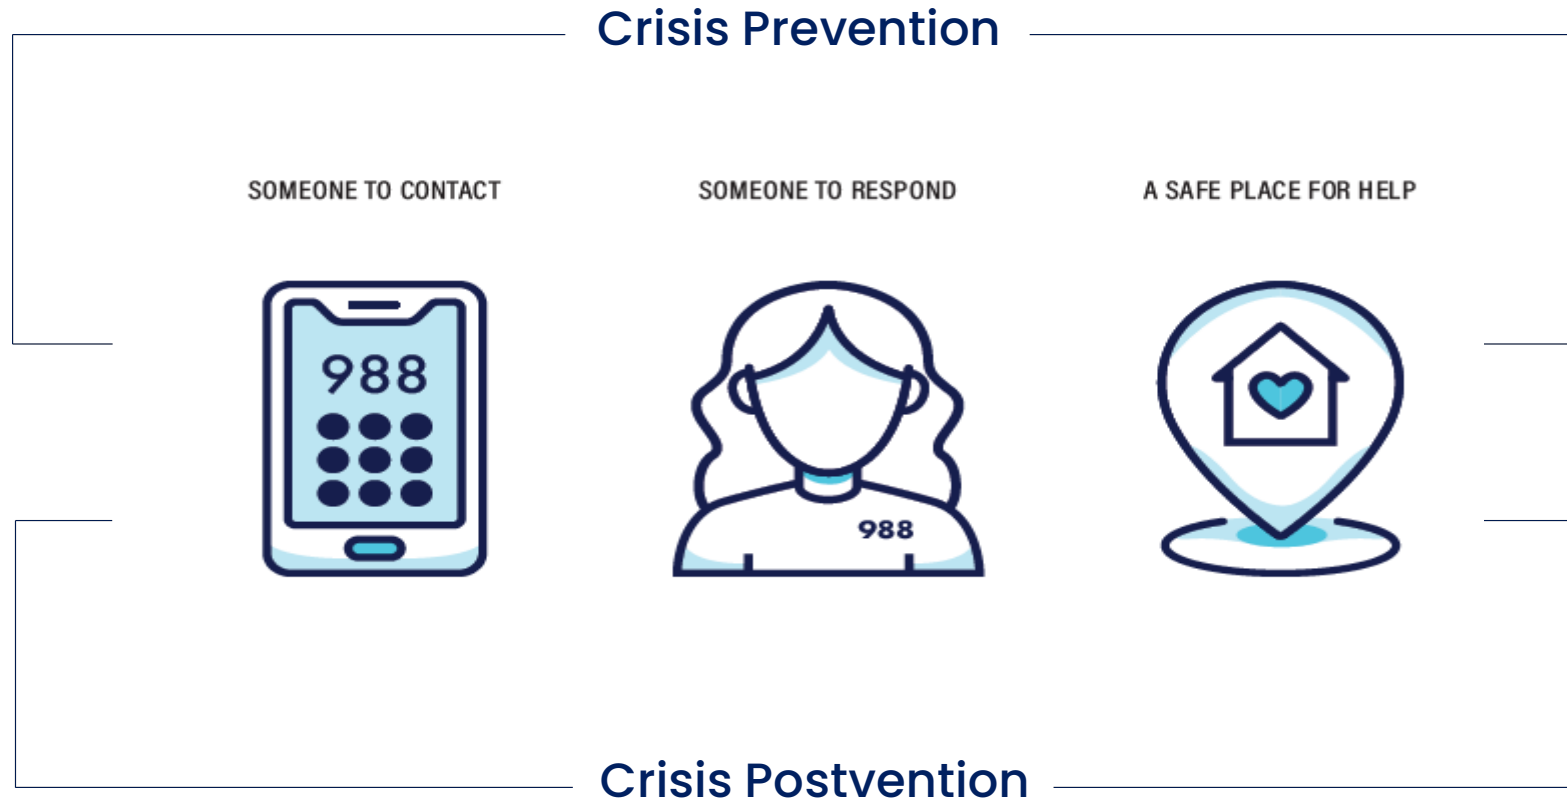 Crisis Prevention
SOMEONE TO CONTACT
SOMEONE TO RESPOND
A SAFE PLACE FOR HELP
988
988
Crisis Postvention